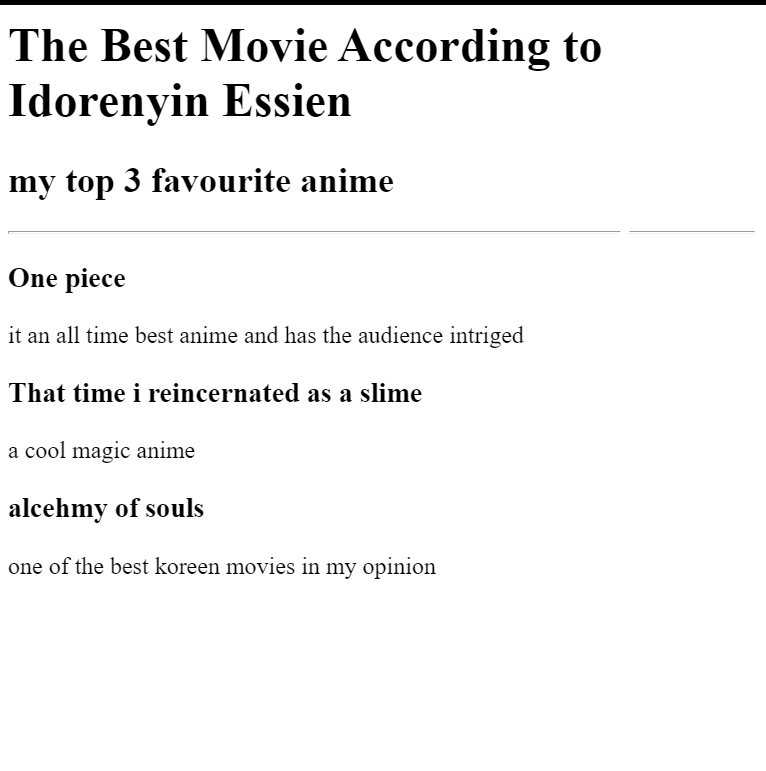 The Best Movie According to
Idorenyin Essien
my top 3 favourite anime
One piece
it an all time best anime and has the audience intriged
That time i reincernated as a slime
a cool magic anime
alcehmy of souls
one of the best koreen movies in my opinion